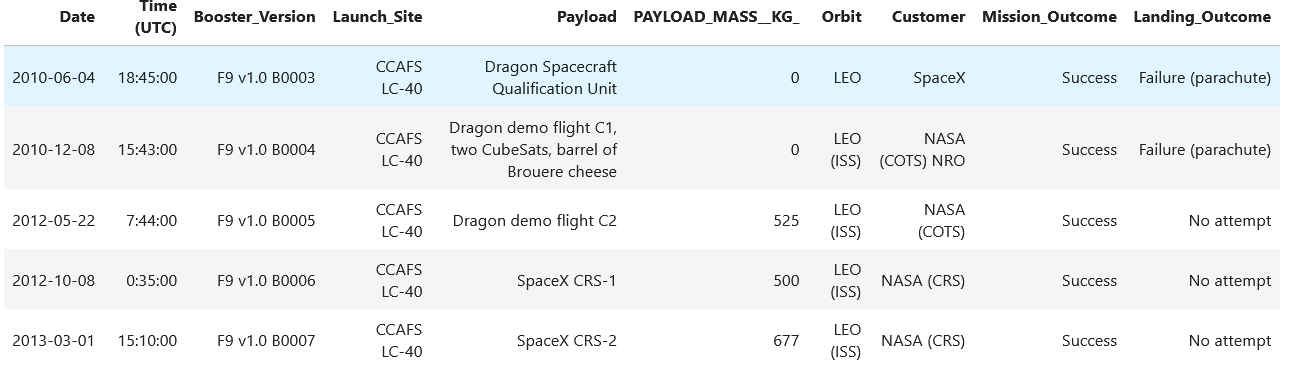 Date Time (UTC) Booster_Version Launch_Site Payload PAYLOAD_MASS__KG_ Orbit Customer Mission_Outcome Landing_Outcome
2010-06-04 18:45:00 F9 v1.0 B0003 CCAFS LC-40 Dragon Spacecraft Qualification Unit 0 LEO SpaceX Success Failure (parachute)
2010-12-08 15:43:00 F9 v1.0 B0004 CCAFS LC-40 Dragon demo flight C1, two CubeSats, barrel of Brouere cheese 0 LEO (ISS) NASA (COTS) NRO Success Failure (parachute)
2012-05-22 7:44:00 F9 v1.0 B0005 CCAFS LC-40 Dragon demo flight C2 525 LEO (ISS) NASA (COTS) Success No attempt
2012-10-08 0:35:00 F9 v1.0 B0006 CCAFS LC-40 SpaceX CRS-1 500 LEO (ISS) NASA (CRS) Success No attempt
2013-03-01 15:10:00 F9 v1.0 B0007 CCAFS LC-40 SpaceX CRS-2 677 LEO (ISS) NASA (CRS) Success No attempt